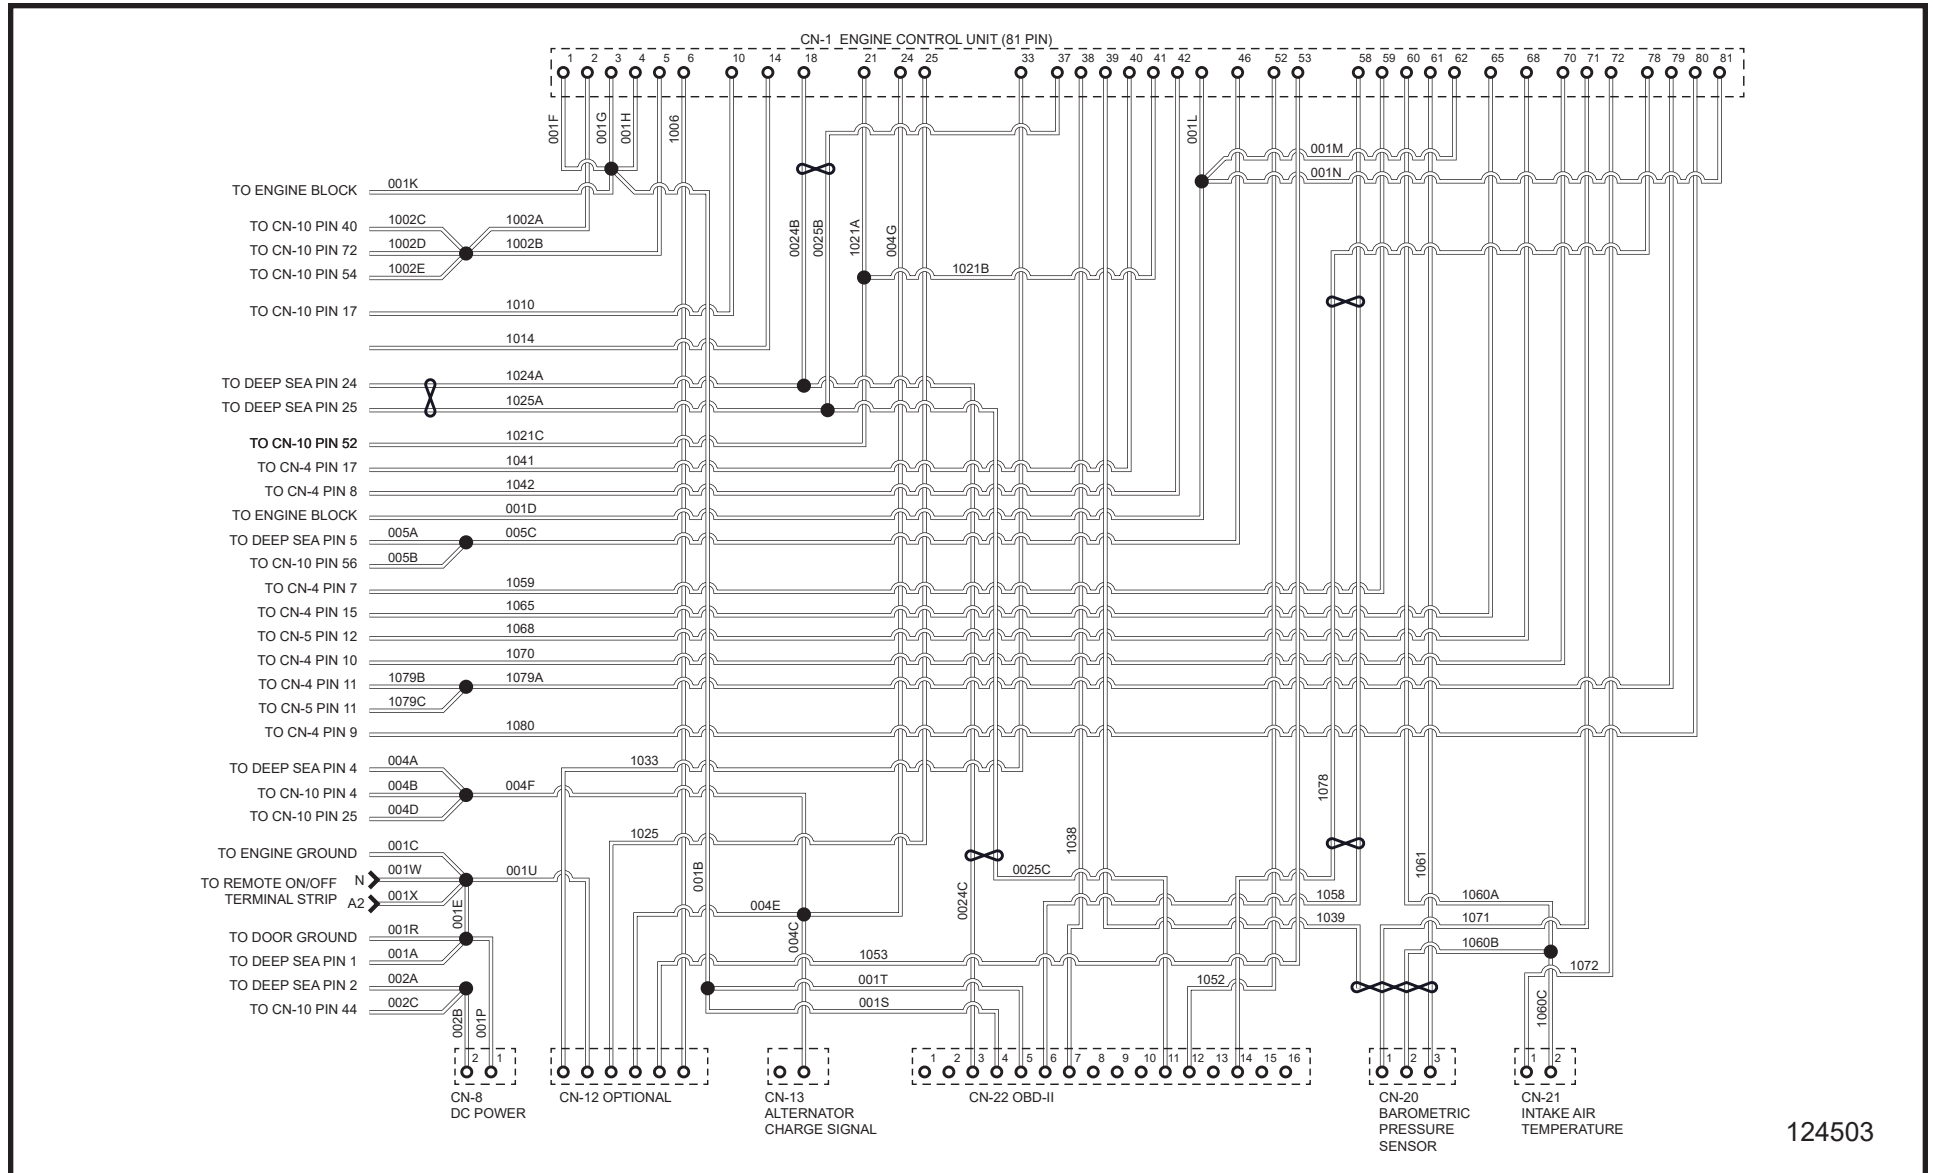 CN-1 ENGINE CONTROL UNIT (81 PIN)
1 2 3 4 5 6 10 14 18 21 24 25 33 37 38 39 40 41 42 46 52 53 58 59 60 61 62 65 68 70 71 72 78 79 80 81
001F
001G
001H
1006
001L
001M
001N
TO ENGINE BLOCK 001K
TO CN-10 PIN 40 1002C 1002A
TO CN-10 PIN 72 1002D 1002B
TO CN-10 PIN 54 1002E
0024B
0025B
1021A
004G
1021B
TO CN-10 PIN 17 1010
1014
TO DEEP SEA PIN 24 1024A
TO DEEP SEA PIN 25 1025A
TO CN-10 PIN 52 1021C
TO CN-4 PIN 17 1041
TO CN-4 PIN 8 1042
TO ENGINE BLOCK 001D
TO DEEP SEA PIN 5 005A 005C
TO CN-10 PIN 56 005B
TO CN-4 PIN 7 1059
TO CN-4 PIN 15 1065
TO CN-5 PIN 12 1068
TO CN-4 PIN 10 1070
TO CN-4 PIN 11 1079B 1079A
TO CN-5 PIN 11 1079C
TO CN-4 PIN 9 1080
TO DEEP SEA PIN 4 004A 1033
TO CN-10 PIN 4 004B 004F
TO CN-10 PIN 25 004D
1078
1025
1038
TO ENGINE GROUND 001C
TO REMOTE ON/OFF N 001W 001U
TERMINAL STRIP A2 001X
001E
001B
0025C
0024C
1061
1058
1060A
004E
004C
1039
1071
TO DOOR GROUND 001R
1060B
TO DEEP SEA PIN 1 001A
1053
1072
TO DEEP SEA PIN 2 002A
001T
1052
TO CN-10 PIN 44 002C
001S
002B
001P
1060C
2 1
1 2 3 4 5 6 7 8 9 10 11 12 13 14 15 16
1 2 3
1 2
CN-8
DC POWER
CN-12 OPTIONAL
CN-13
ALTERNATOR
CHARGE SIGNAL
CN-22 OBD-II
CN-20
BAROMETRIC
PRESSURE
SENSOR
CN-21
INTAKE AIR
TEMPERATURE
124503